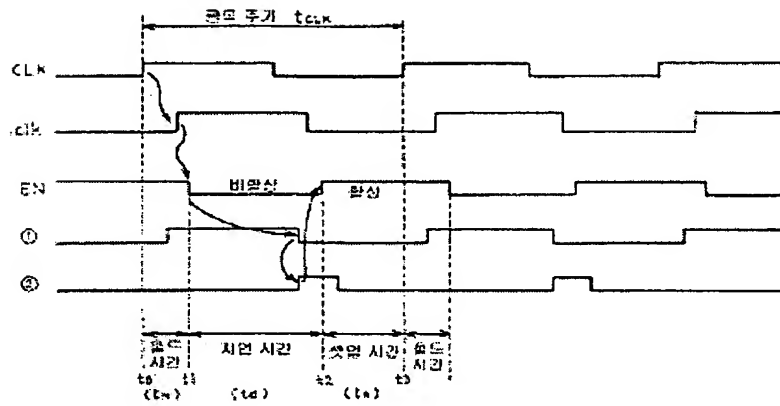 클록 주기 tCLK
CLK
clk
EN
비활성
활성
①
②
홀드 시간
지연 시간
셋업 시간
홀드 시간
t0 t1 t2 t3
(tH) (td)